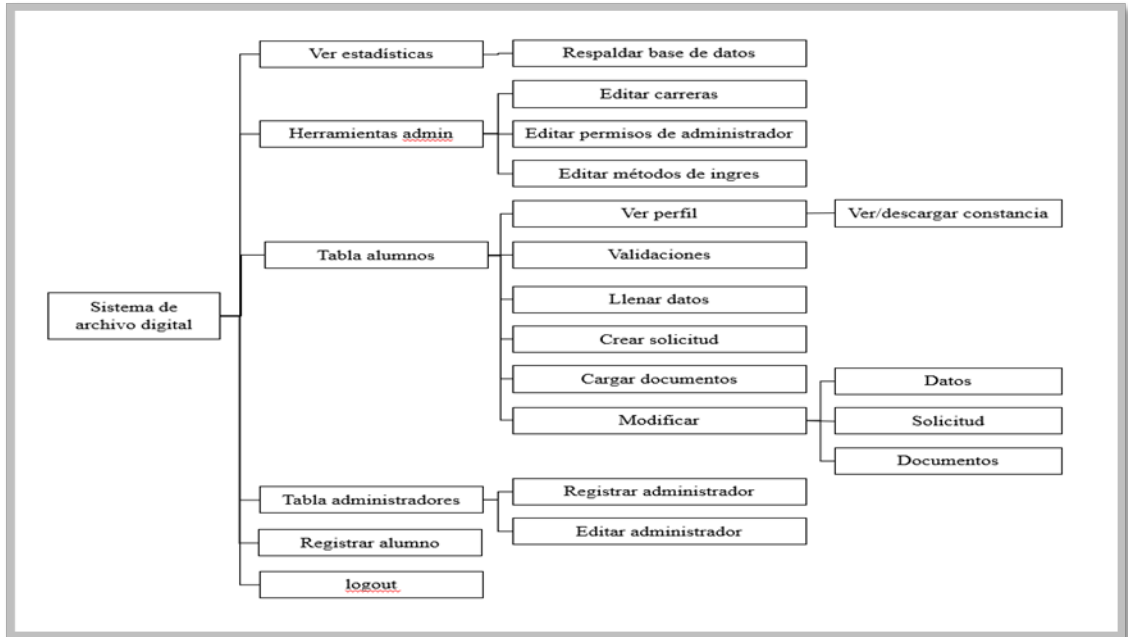 Ver estadísticas
Respaldar base de datos
Editar carreras
Herramientas admin
Editar permisos de administrador
Editar métodos de ingres
Ver perfil
Ver/descargar constancia
Tabla alumnos
Validaciones
Llenar datos
Sistema de
archivo digital
Crear solicitud
Cargar documentos
Datos
Modificar
Solicitud
Documentos
Tabla administradores
Registrar administrador
Editar administrador
Registrar alumno
logout